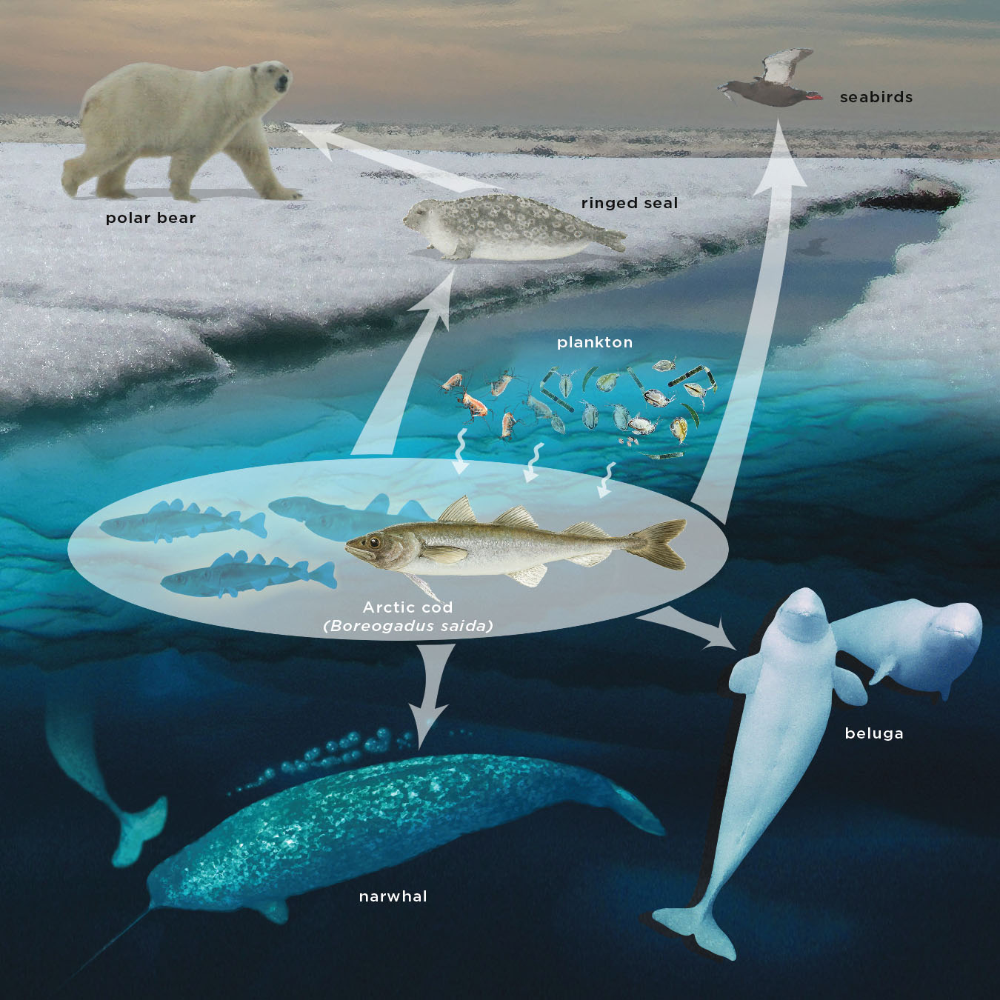 seabirds
ringed seal
polar bear
plankton
Arctic cod
(Boreogadus saida)
beluga
narwhal